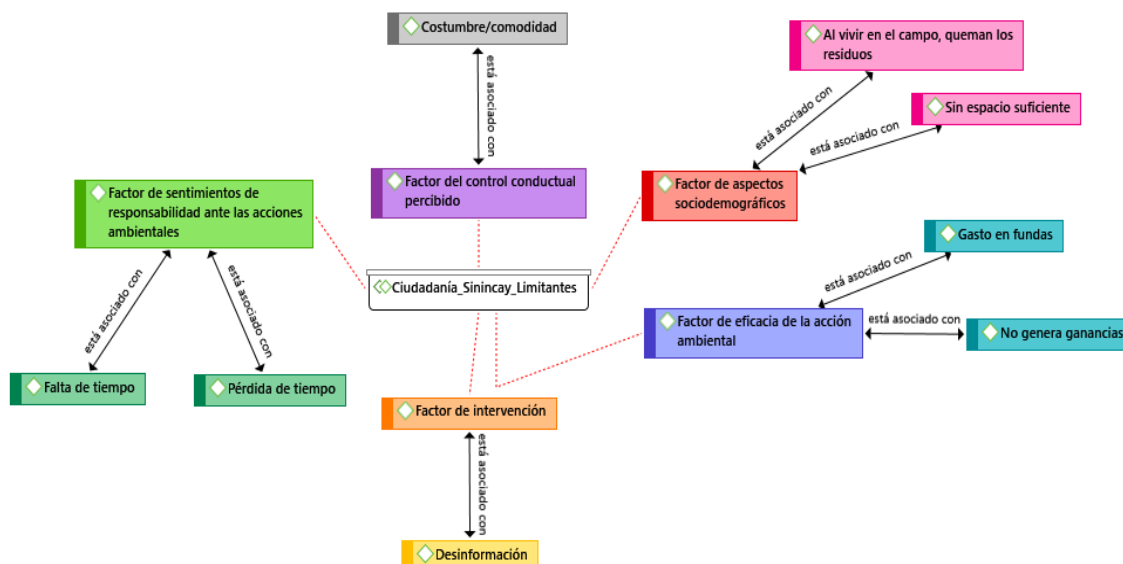 Costumbre/comodidad
está asociado con
Al vivir en el campo, queman los
residuos
está asociado con
Sin espacio suficiente
está asociado con
Factor de sentimientos de
responsabilidad ante las acciones
ambientales
Factor del control conductual
percibido
Factor de aspectos
sociodemográficos
Gasto en fundas
está asociado con
Ciudadanía_Sinincay_Limitantes
está asociado con
está asociado con
Factor de eficacia de la acción
ambiental
está asociado con
No genera ganancias
Falta de tiempo
Pérdida de tiempo
Factor de intervención
está asociado con
Desinformación